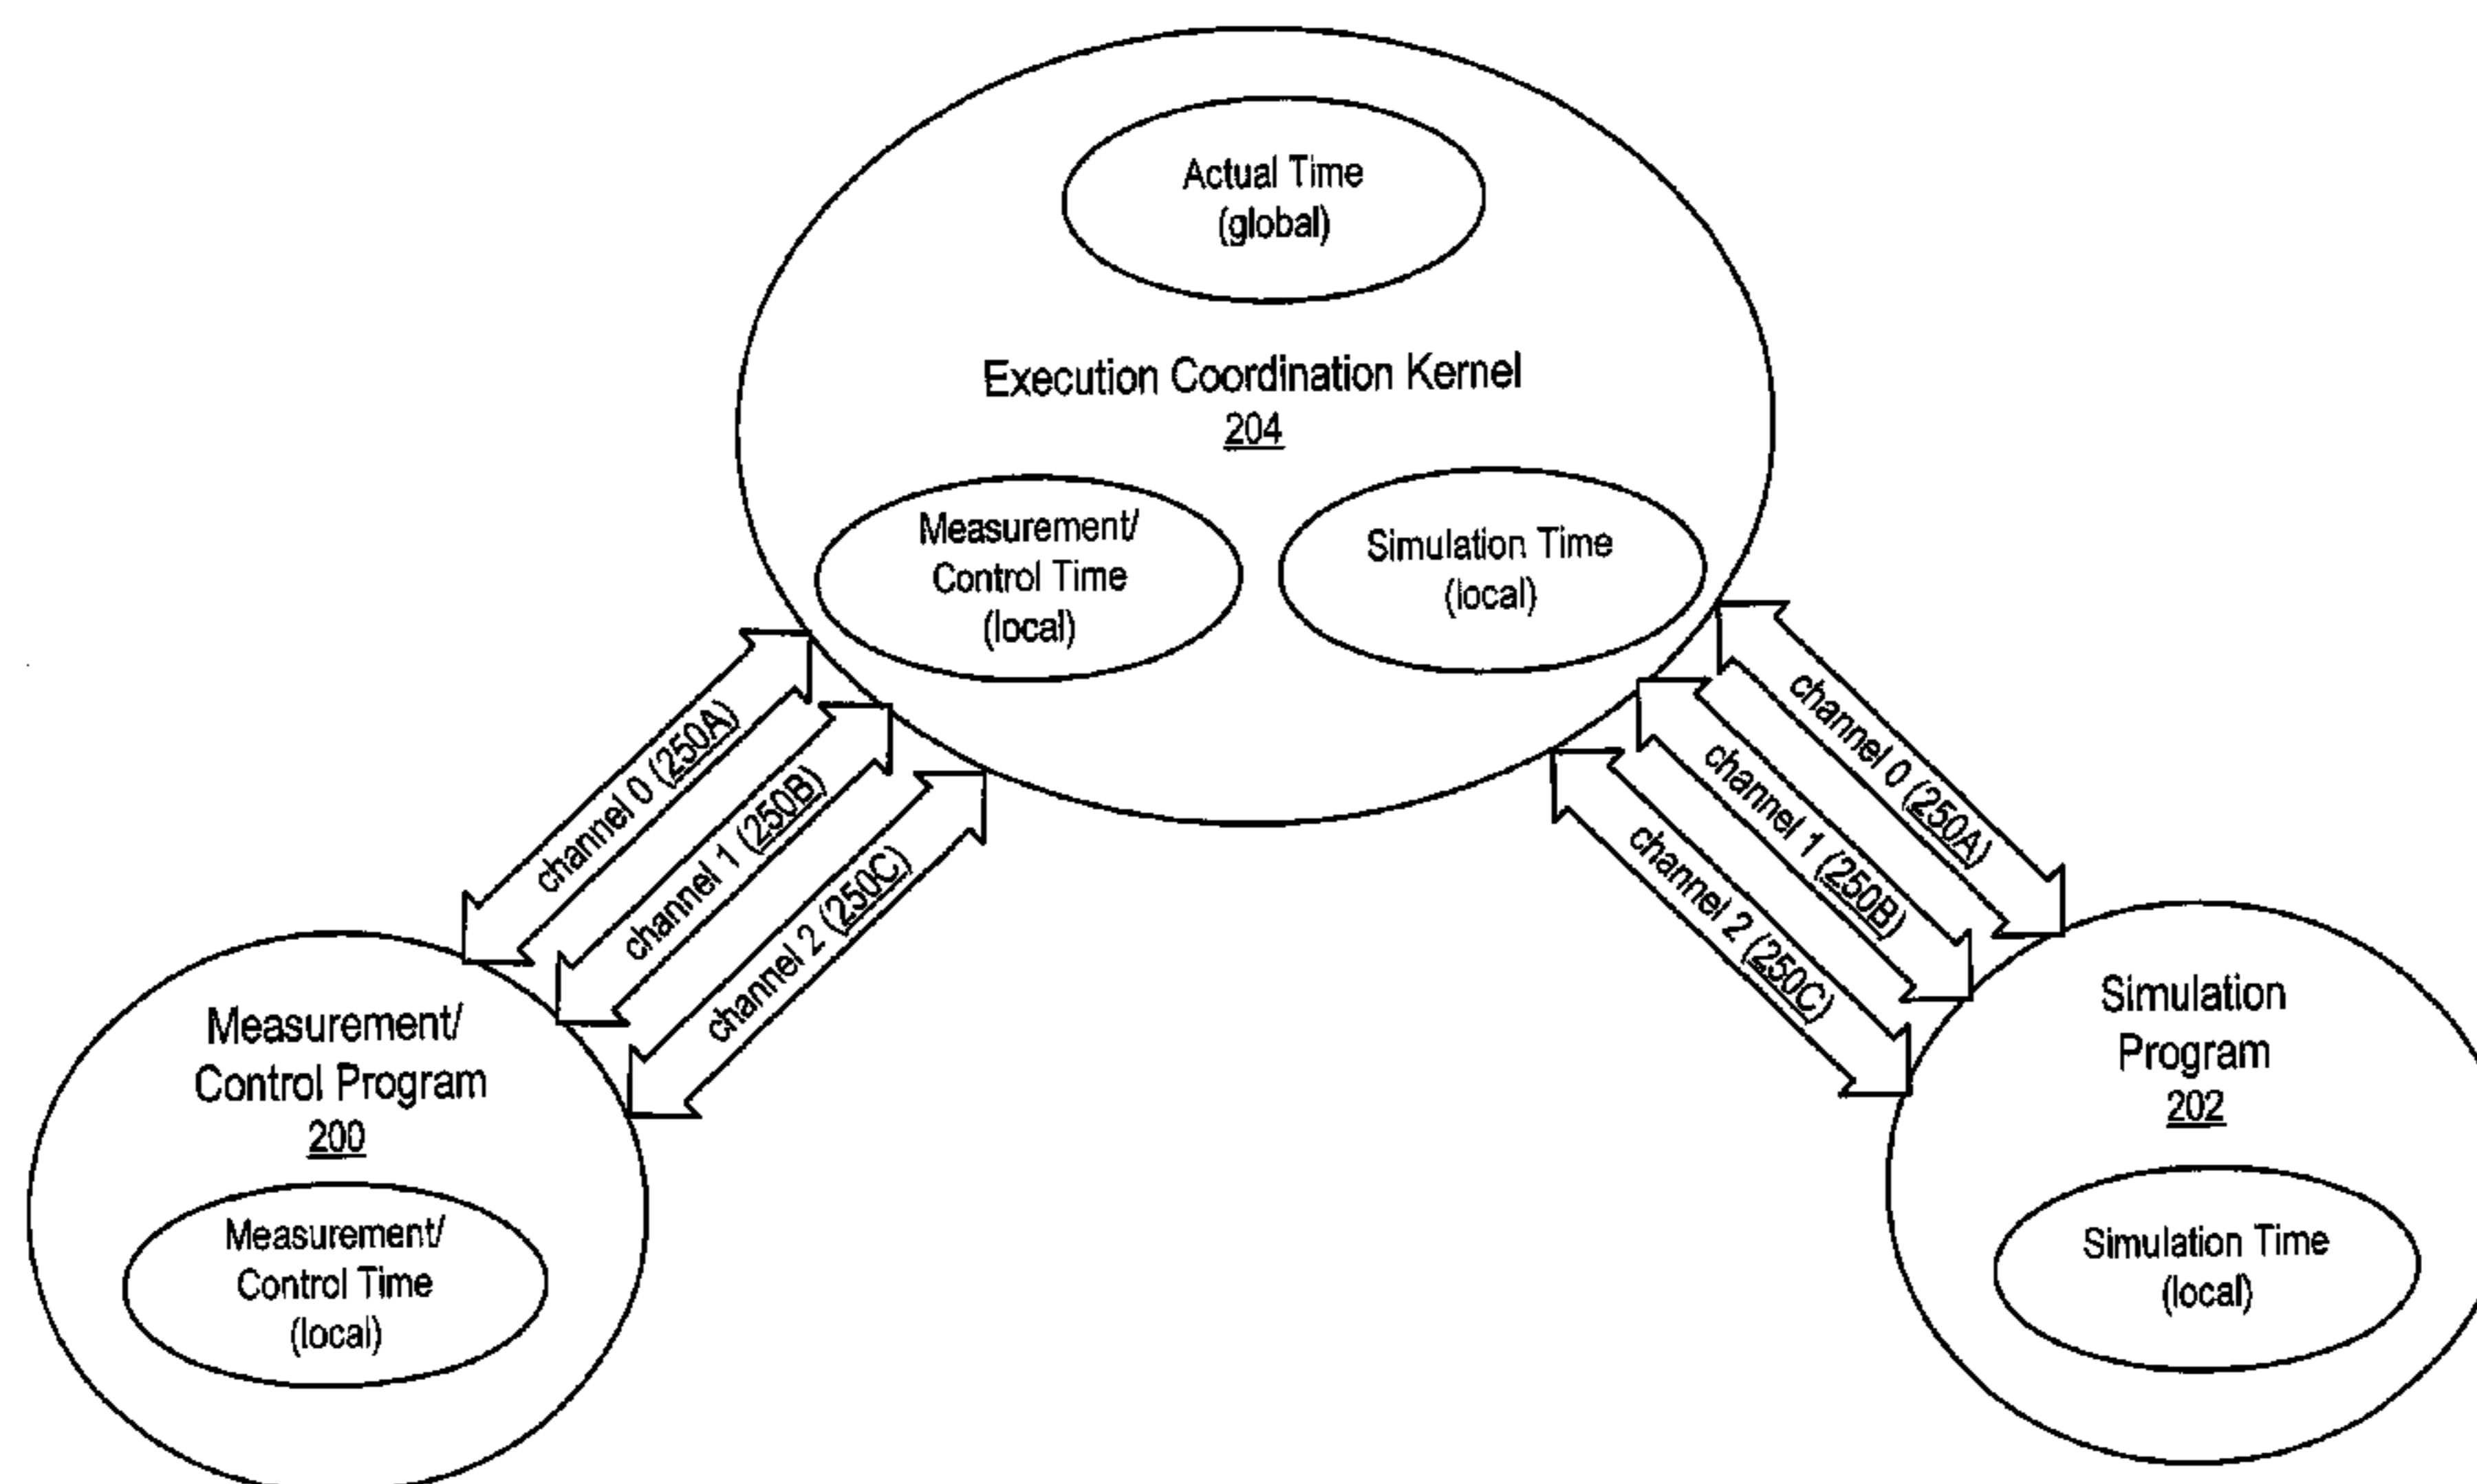 Actual Time
(global)
Execution Coordination Kernel
204
Measurement/
Control Time
(local)
Simulation Time
(local)
channel 0 (250A)
channel 1 (250B)
channel 2 (250C)
channel 0 (250A)
channel 1 (250B)
channel 2 (250C)
Measurement/
Control Program
200
Measurement/
Control Time
(local)
Simulation
Program
202
Simulation Time
(local)